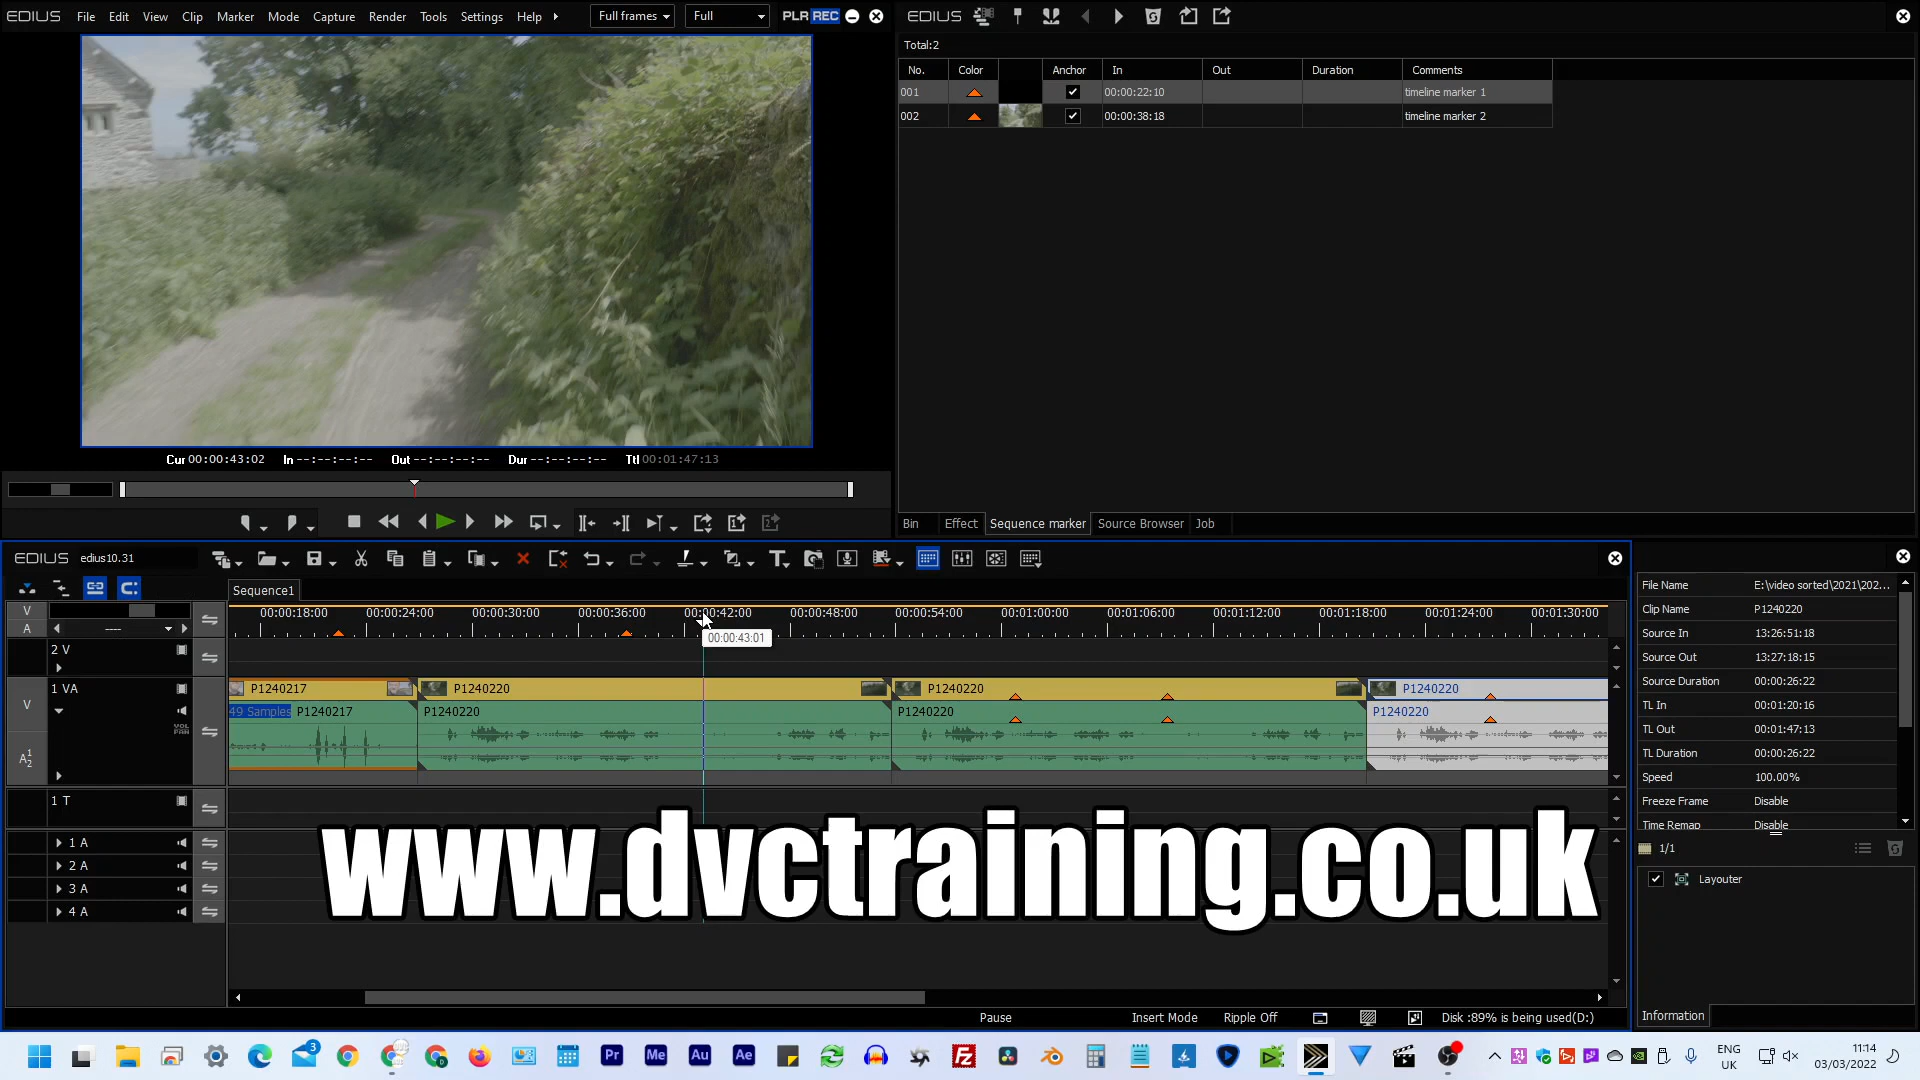 EDIUS File Edit View Clip Marker Mode Capture Render Tools Settings Help Full frames Full PLR REC
Cur 00:00:43:02 In --:--:--:-- Out --:--:--:-- Dur --:--:--:-- Ttl 00:01:47:13
EDIUS
Total:2
No. Color Anchor In Out Duration Comments
001 00:00:22:10 timeline marker 1
002 00:00:38:18 timeline marker 2
Bin Effect Sequence marker Source Browser Job
EDIUS edius10.31
Sequence1
00:00:18:00 00:00:24:00 00:00:30:00 00:00:36:00 00:00:42:00 00:00:48:00 00:00:54:00 00:01:00:00 00:01:06:00 00:01:12:00 00:01:18:00 00:01:24:00 00:01:30:00
00:00:43:01
V
A ----
2 V
1 VA P1240217 P1240220 P1240220 P1240220
V 49 Samples P1240217 P1240220 P1240220 P1240220
VOL
PAN
A12
1 T
1 A
2 A
3 A
4 A
www.dvctraining.co.uk
Pause Insert Mode Ripple Off Disk :89% is being used(D:)
File Name E:\video sorted\2021\202...
Clip Name P1240220
Source In 13:26:51:18
Source Out 13:27:18:15
Source Duration 00:00:26:22
TL In 00:01:20:16
TL Out 00:01:47:13
TL Duration 00:00:26:22
Speed 100.00%
Freeze Frame Disable
Time Remap Disable
1/1
Layouter
Information
3 dvc Pr Me Au Ae FZ ENG 11:14
UK 03/03/2022